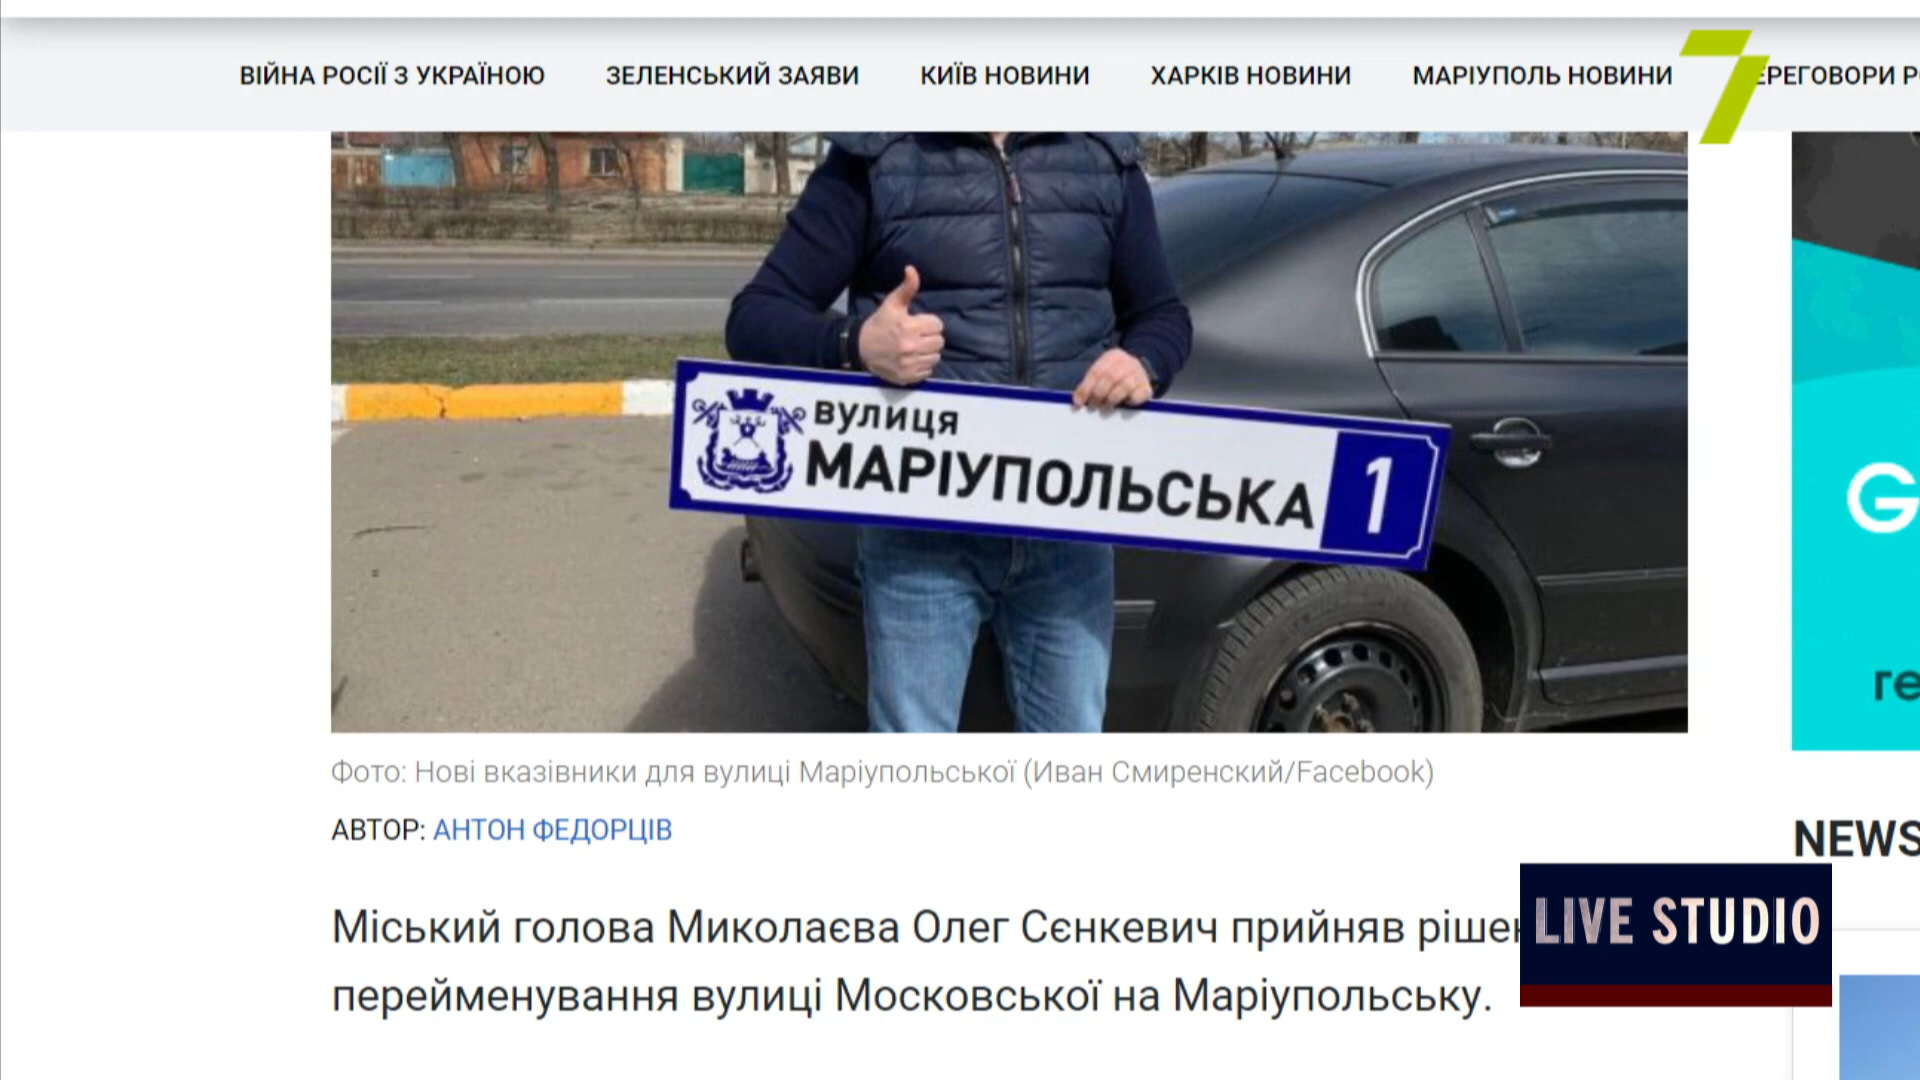 ВІЙНА РОСІЇ З УКРАЇНОЮ ЗЕЛЕНСЬКИЙ ЗАЯВИ КИЇВ НОВИНИ ХАРКІВ НОВИНИ МАРІУПОЛЬ НОВИНИ
7
вулиця
МАРІУПОЛЬСЬКА 1
Фото: Нові вказівники для вулиці Маріупольської (Иван Смиренский/Facebook)
АВТОР: АНТОН ФЕДОРЦІВ
NEWS
Міський голова Миколаєва Олег Сєнкевич прийняв
перейменування вулиці Московської на Маріупольську.
LIVE STUDIO